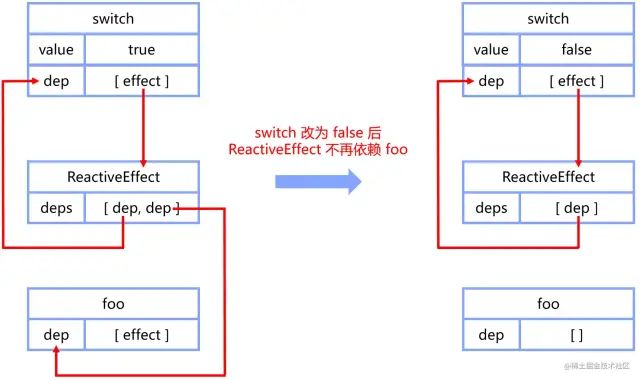 switch
value true
dep [ effect ]
ReactiveEffect
deps [ dep, dep ]
foo
dep [ effect ]
switch 改为 false 后
ReactiveEffect 不再依赖 foo
switch
value false
dep [ effect ]
ReactiveEffect
deps [ dep ]
foo
dep [ ]
@稀土掘金技术社区